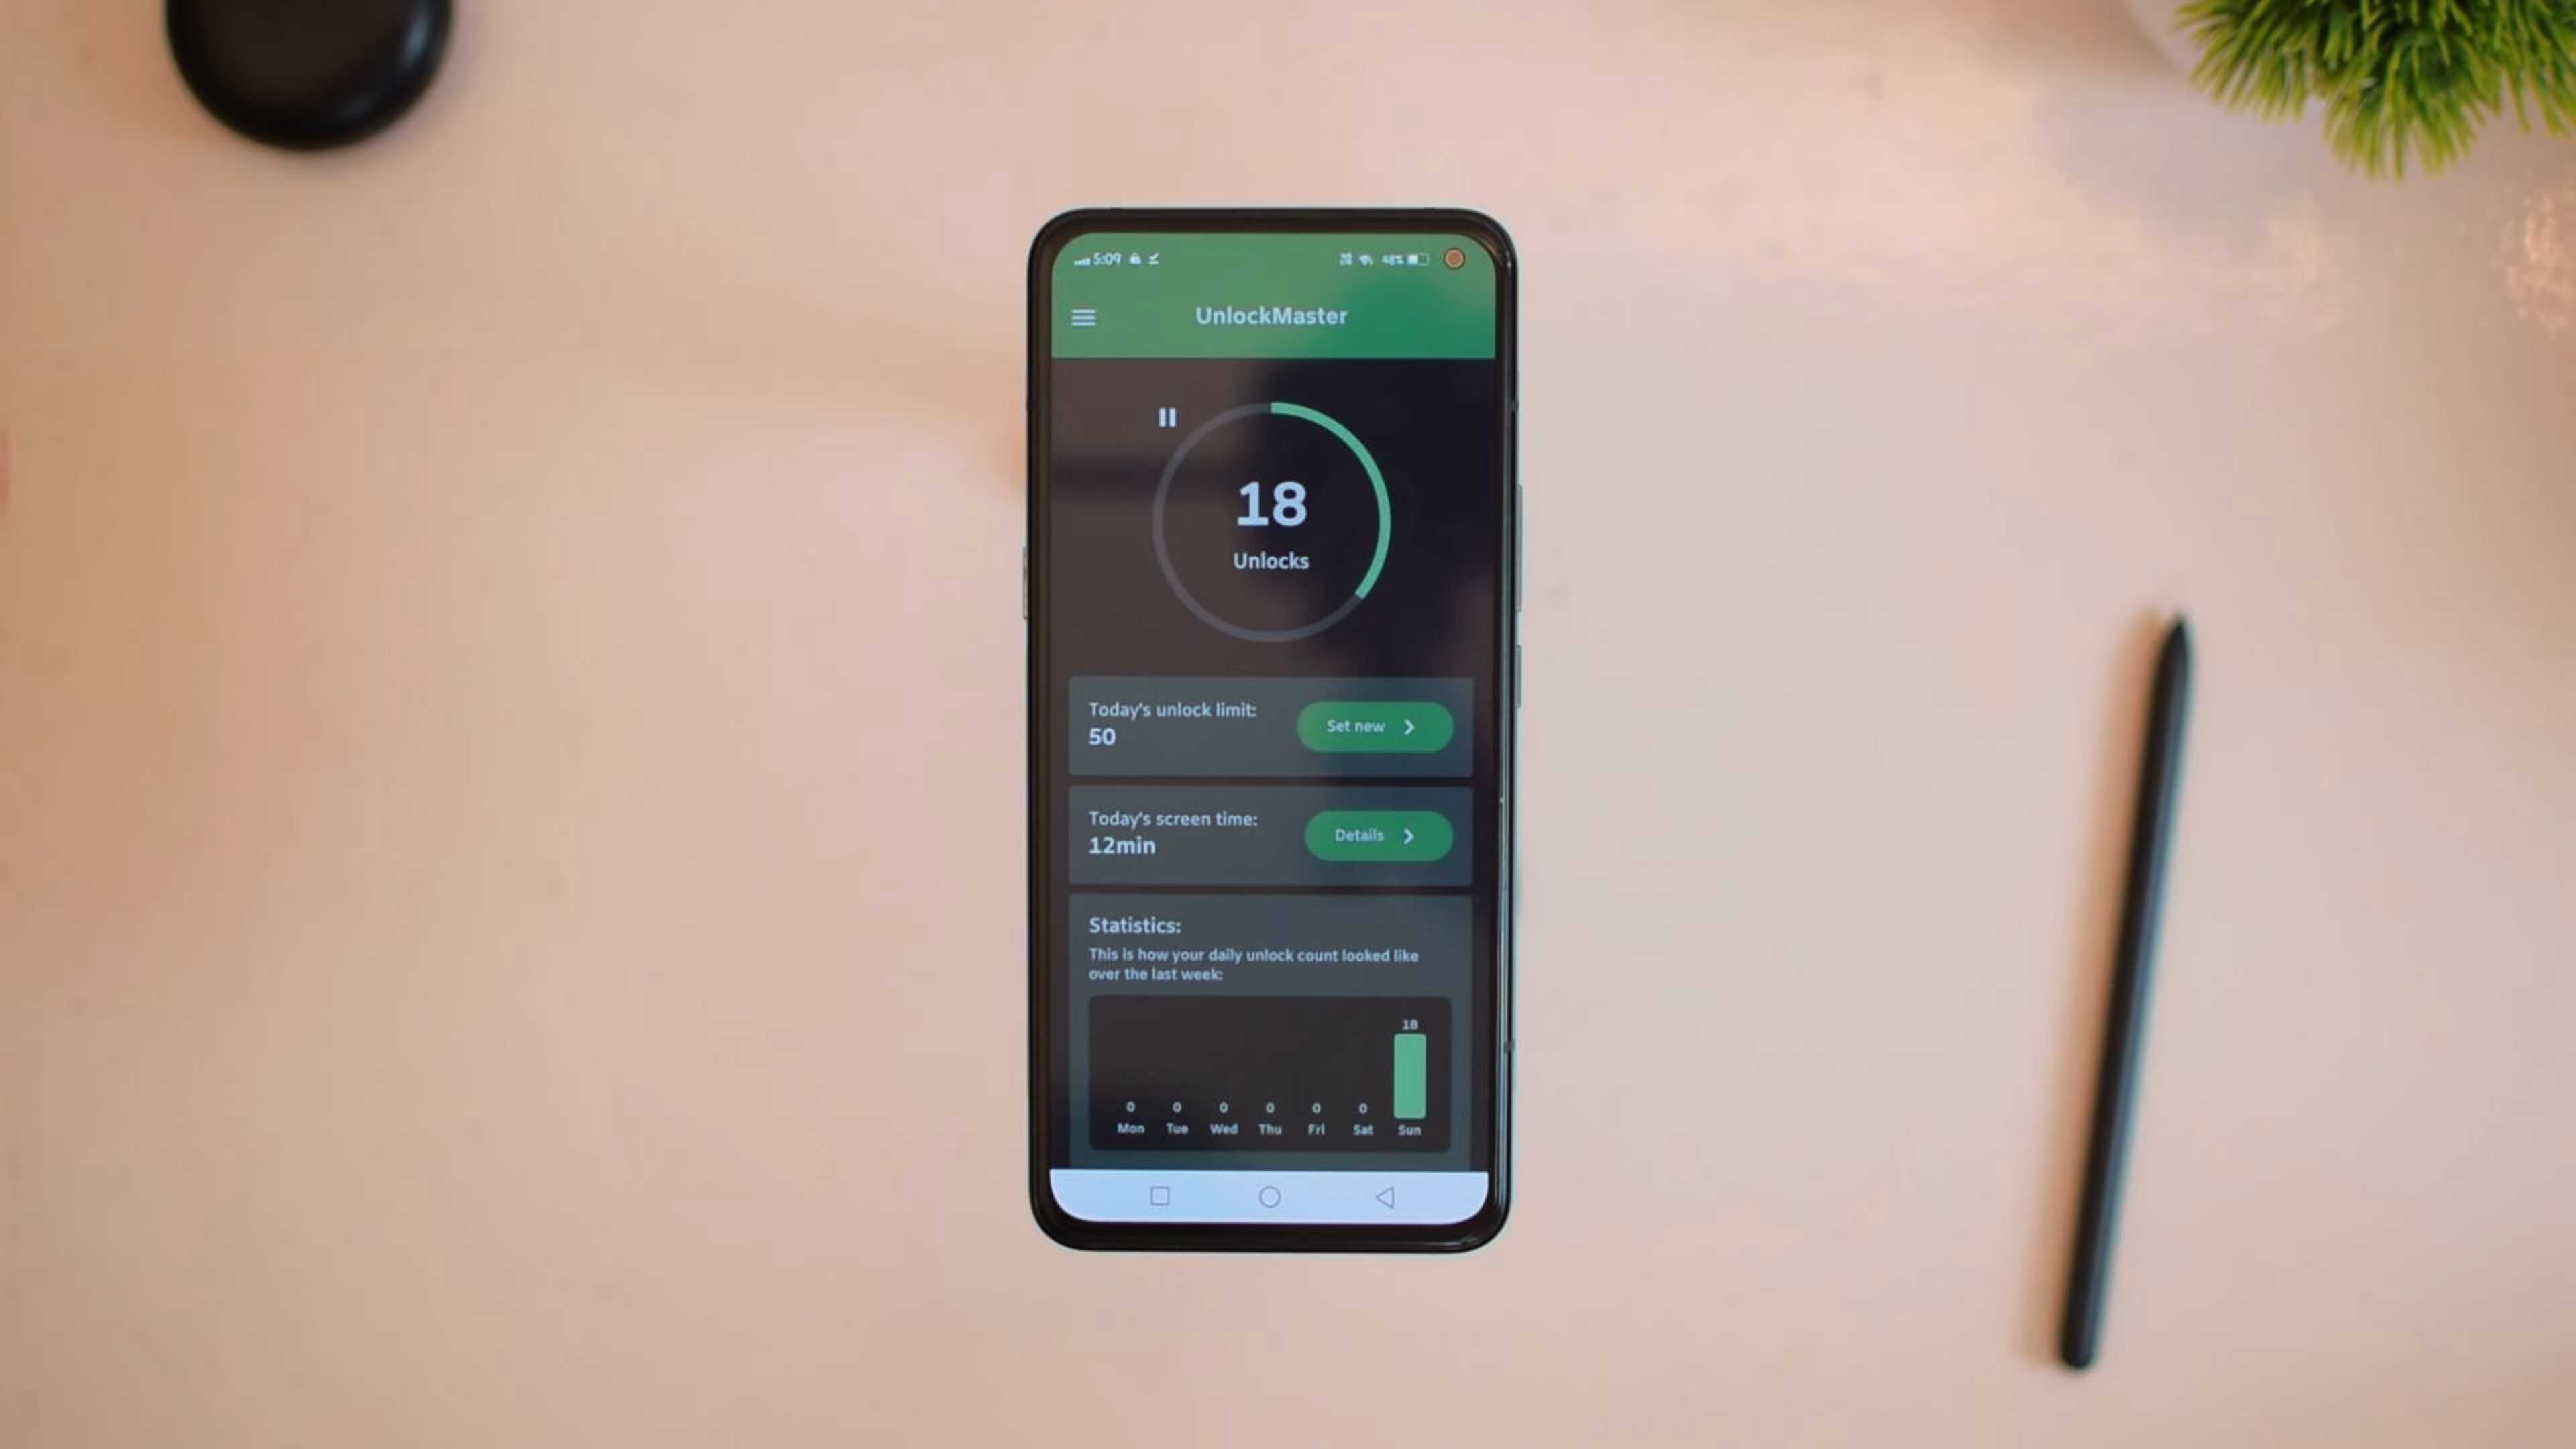 5:09 48%
UnlockMaster
18
Unlocks
Today's unlock limit:
50
Set new
Today's screen time:
12min
Details
Statistics:
This is how your daily unlock count looked like
over the last week:
18
0 0 0 0 0 0
Mon Tue Wed Thu Fri Sat Sun